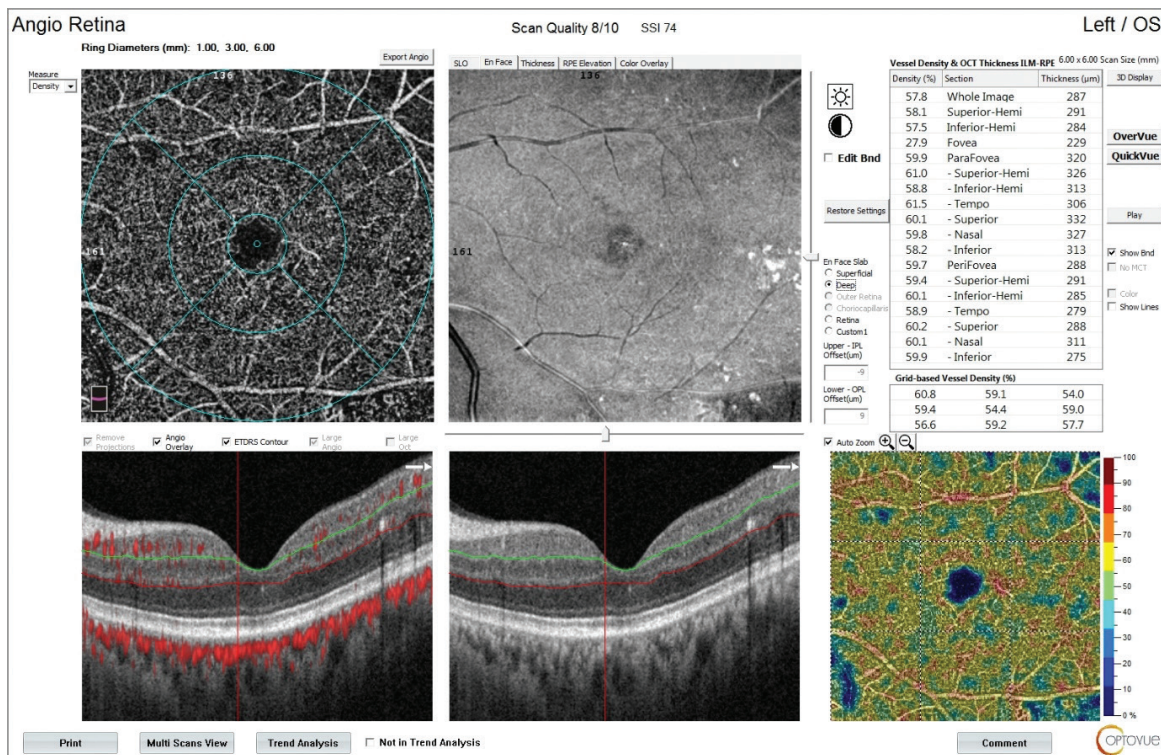 Angio Retina
Scan Quality 8/10 SSI 74
Left / OS
Ring Diameters (mm): 1.00, 3.00, 6.00
Export Angio
Measure
Density
136
161
SLO En Face Thickness RPE Elevation Color Overlay
136
161
Edit Bnd
Restore Settings
En Face Slab
Superficial
Deep
Outer Retina
Choriocapillaris
Retina
Custom1
Upper - IPL
Offset(um)
-9
Lower - OPL
Offset(um)
9
Vessel Density & OCT Thickness ILM-RPE 6.00 x 6.00 Scan Size (mm)
Density (%) Section Thickness (µm)
57.8 Whole Image 287
58.1 Superior-Hemi 291
57.5 Inferior-Hemi 284
27.9 Fovea 229
59.9 ParaFovea 320
61.0 - Superior-Hemi 326
58.8 - Inferior-Hemi 313
61.5 - Tempo 306
60.1 - Superior 332
59.8 - Nasal 327
58.2 - Inferior 313
59.7 PeriFovea 288
59.4 - Superior-Hemi 291
60.1 - Inferior-Hemi 285
58.9 - Tempo 279
60.2 - Superior 288
60.1 - Nasal 311
59.9 - Inferior 275
Grid-based Vessel Density (%)
60.8 59.1 54.0
59.4 54.4 59.0
56.6 59.2 57.7
3D Display
OverVue
QuickVue
Play
Show Bnd
No MCT
Color
Show Lines
Remove Projections
Angio Overlay
ETDRS Contour
Large Angio
Large Oct
Auto Zoom
100
90
80
70
60
50
40
30
20
10
0 %
Print
Multi Scans View
Trend Analysis
Not in Trend Analysis
Comment
OPTOVUE